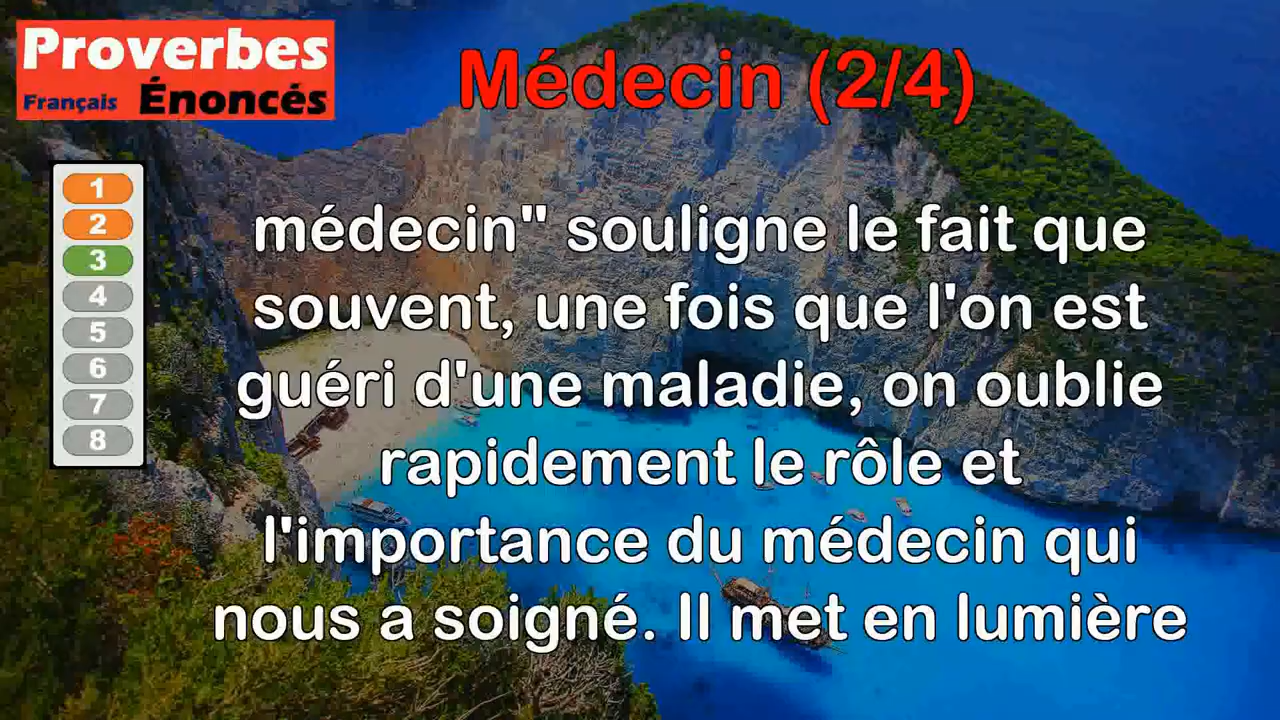 Proverbes
Français Énoncés
Médecin (2/4)
1
2
3
4
5
6
7
8
médecin" souligne le fait que
souvent, une fois que l'on est
guéri d'une maladie, on oublie
rapidement le rôle et
l'importance du médecin qui
nous a soigné. Il met en lumière